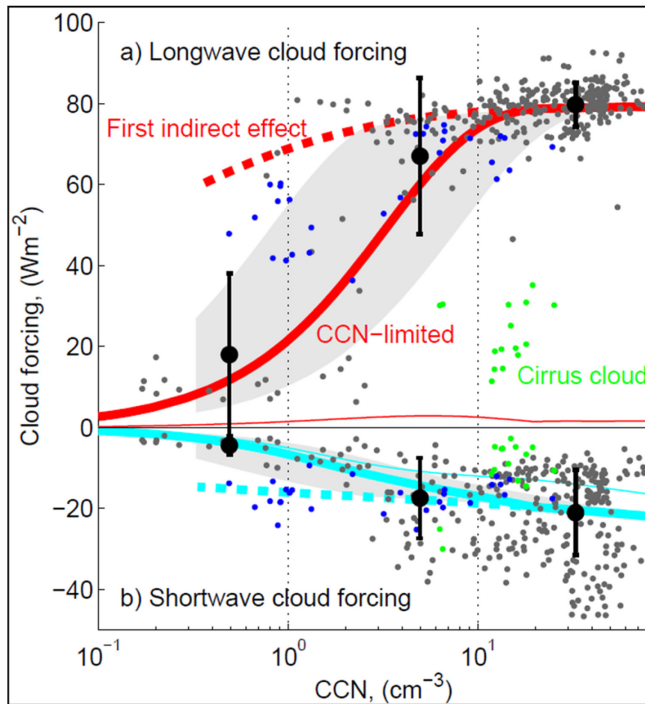 100
a) Longwave cloud forcing
80
First indirect effect
60
40
CCN−limited
20
Cirrus cloud
0
−20
−40
b) Shortwave cloud forcing
Cloud forcing, (Wm⁻²)
10⁻¹ 10⁰ 10¹
CCN, (cm⁻³)